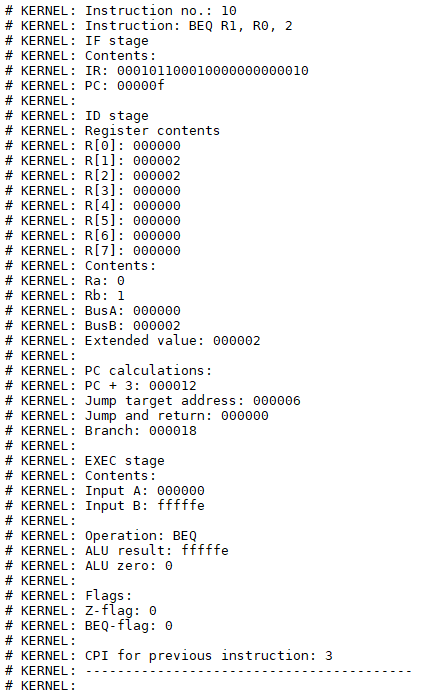 # KERNEL: Instruction no.: 10
# KERNEL: Instruction: BEQ R1, R0, 2
# KERNEL: IF stage
# KERNEL: Contents:
# KERNEL: IR: 000101100010000000000010
# KERNEL: PC: 00000f
# KERNEL:
# KERNEL: ID stage
# KERNEL: Register contents
# KERNEL: R[0]: 000000
# KERNEL: R[1]: 000002
# KERNEL: R[2]: 000002
# KERNEL: R[3]: 000000
# KERNEL: R[4]: 000000
# KERNEL: R[5]: 000000
# KERNEL: R[6]: 000000
# KERNEL: R[7]: 000000
# KERNEL: Contents:
# KERNEL: Ra: 0
# KERNEL: Rb: 1
# KERNEL: BusA: 000000
# KERNEL: BusB: 000002
# KERNEL: Extended value: 000002
# KERNEL:
# KERNEL: PC calculations:
# KERNEL: PC + 3: 000012
# KERNEL: Jump target address: 000006
# KERNEL: Jump and return: 000000
# KERNEL: Branch: 000018
# KERNEL:
# KERNEL: EXEC stage
# KERNEL: Contents:
# KERNEL: Input A: 000000
# KERNEL: Input B: fffffe
# KERNEL:
# KERNEL: Operation: BEQ
# KERNEL: ALU result: fffffe
# KERNEL: ALU zero: 0
# KERNEL:
# KERNEL: Flags:
# KERNEL: Z-flag: 0
# KERNEL: BEQ-flag: 0
# KERNEL:
# KERNEL: CPI for previous instruction: 3
# KERNEL: -----------------------------------------
# KERNEL: